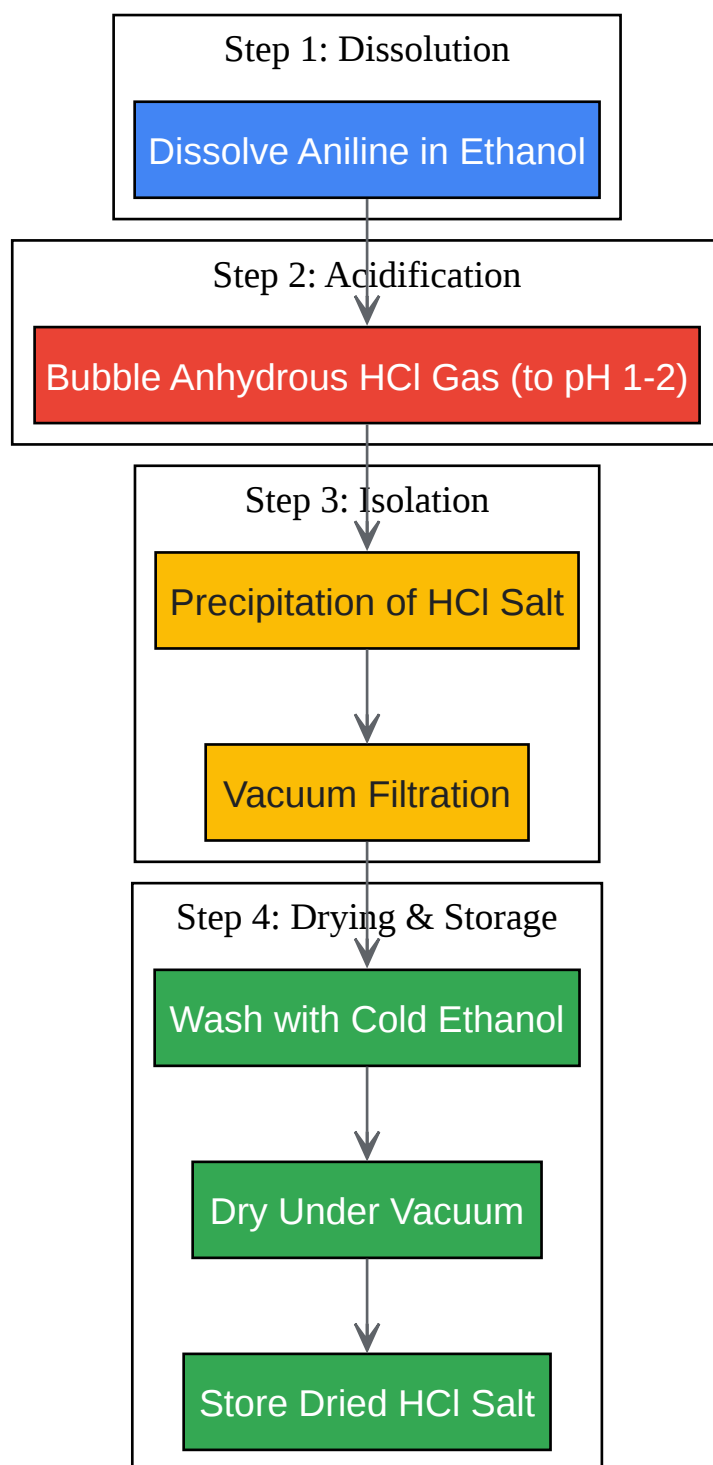 Step 1: Dissolution
Dissolve Aniline in Ethanol
Step 2: Acidification
Bubble Anhydrous HCl Gas (to pH 1-2)
Step 3: Isolation
Precipitation of HCl Salt
Vacuum Filtration
Step 4: Drying & Storage
Wash with Cold Ethanol
Dry Under Vacuum
Store Dried HCl Salt